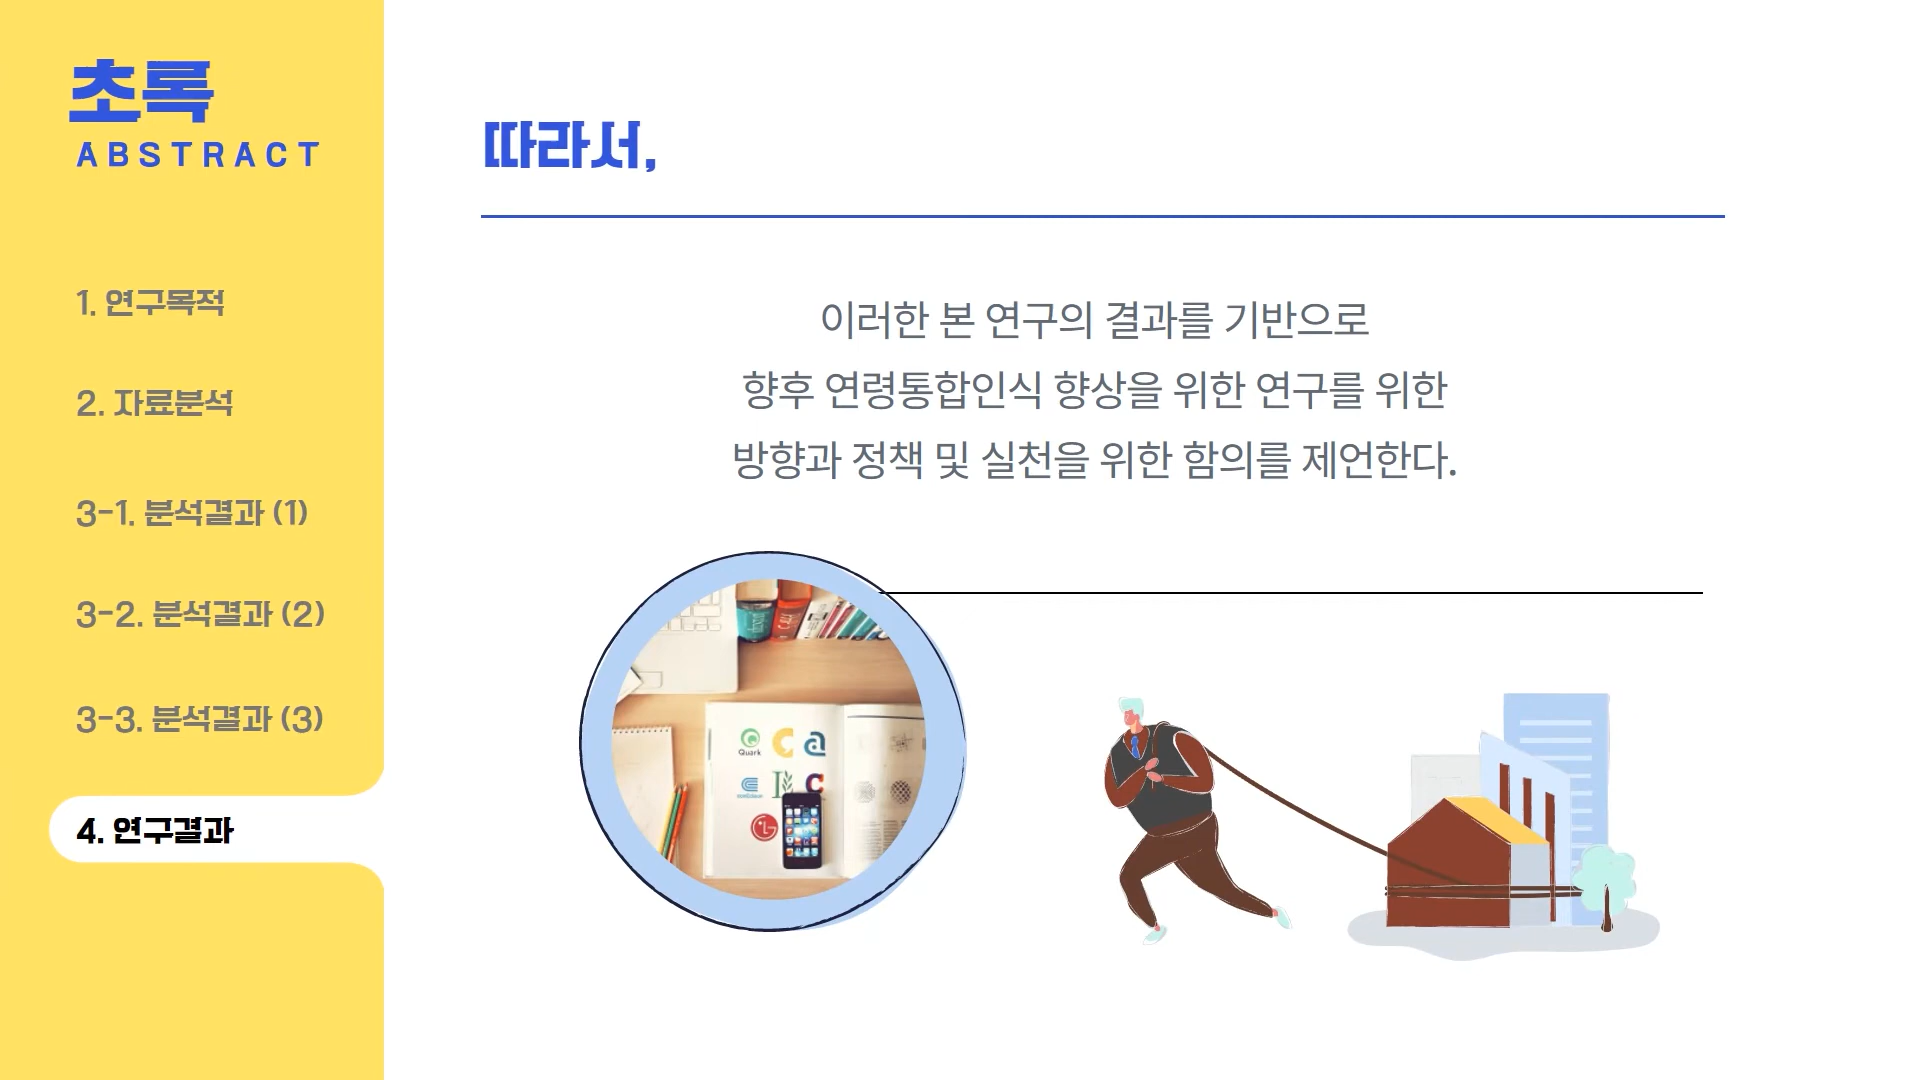 초록
ABSTRACT
1. 연구목적
2. 자료분석
3-1. 분석결과 (1)
3-2. 분석결과 (2)
3-3. 분석결과 (3)
4. 연구결과
따라서,
이러한 본 연구의 결과를 기반으로
향후 연령통합인식 향상을 위한 연구를 위한
방향과 정책 및 실천을 위한 함의를 제언한다.
Quark